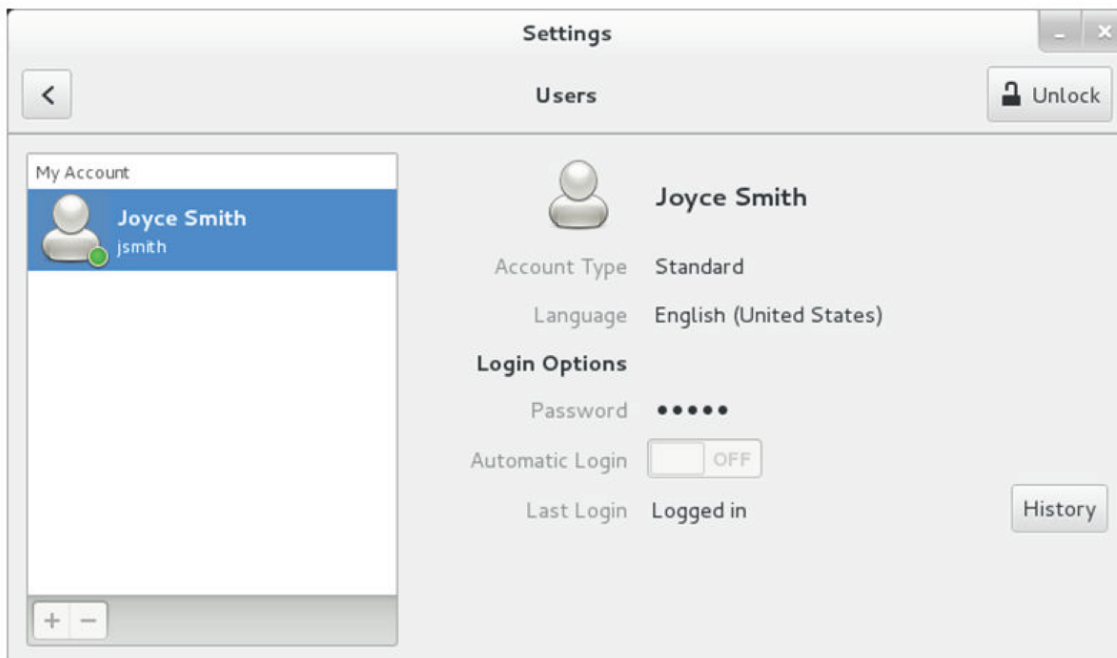 Settings
Users
Unlock
My Account
Joyce Smith
jsmith
Joyce Smith
Account Type Standard
Language English (United States)
Login Options
Password •••••
Automatic Login OFF
Last Login Logged in
History